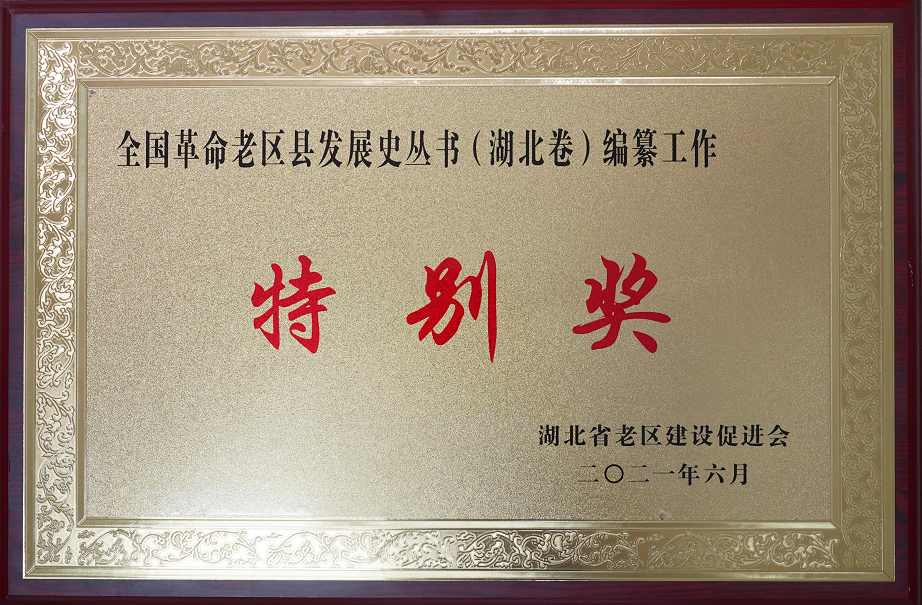 全国革命老区县发展史丛书（湖北卷）编纂工作
特别奖
湖北省老区建设促进会
二〇二一年六月